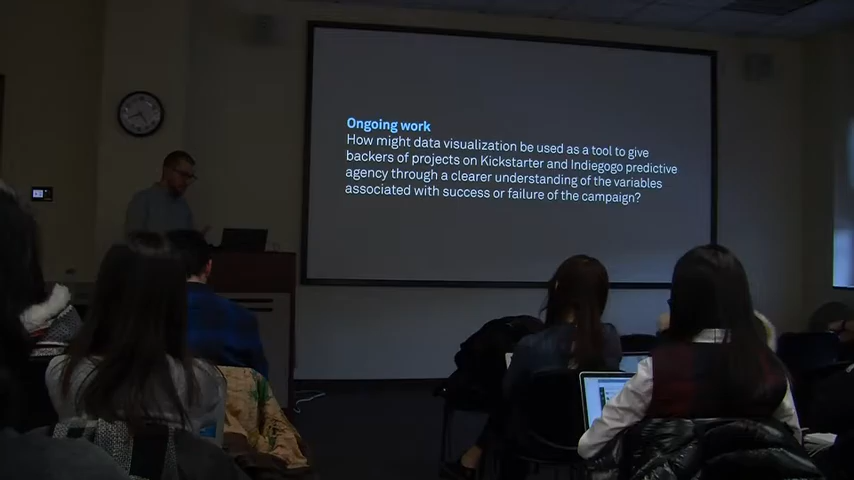 Ongoing work
How might data visualization be used as a tool to give
backers of projects on Kickstarter and Indiegogo predictive
agency through a clearer understanding of the variables
associated with success or failure of the campaign?